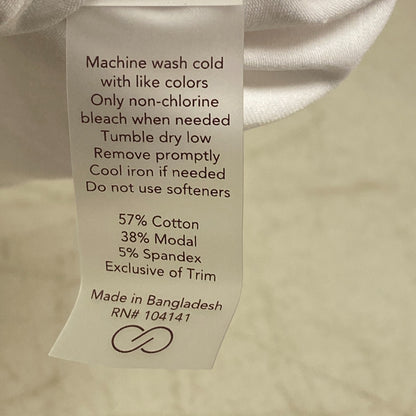 Machine wash cold
with like colors
Only non-chlorine
bleach when needed
Tumble dry low
Remove promptly
Cool iron if needed
Do not use softeners
57% Cotton
38% Modal
5% Spandex
Exclusive of Trim
Made in Bangladesh
RN# 104141